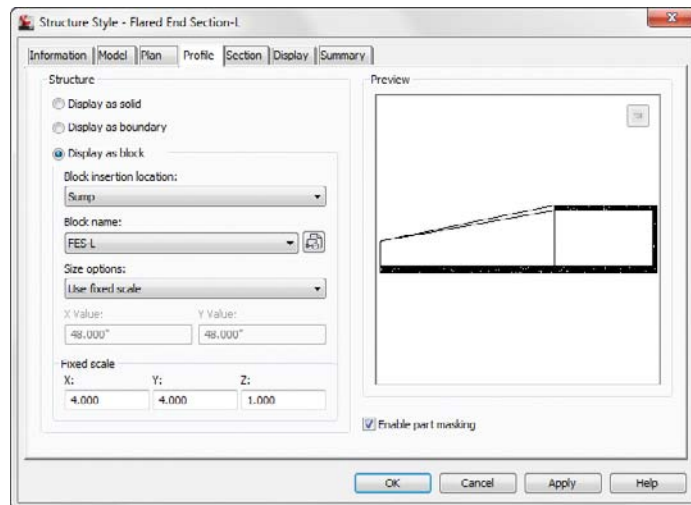 Structure Style - Flared End Section-L
Information Model Plan Profile Section Display Summary
Structure
Display as solid
Display as boundary
Display as block
Block insertion location:
Sump
Block name:
FES-L
Size options:
Use fixed scale
X Value: Y Value:
48.000" 48.000"
Fixed scale
X: Y: Z:
4.000 4.000 1.000
Preview
Enable part masking
OK Cancel Apply Help